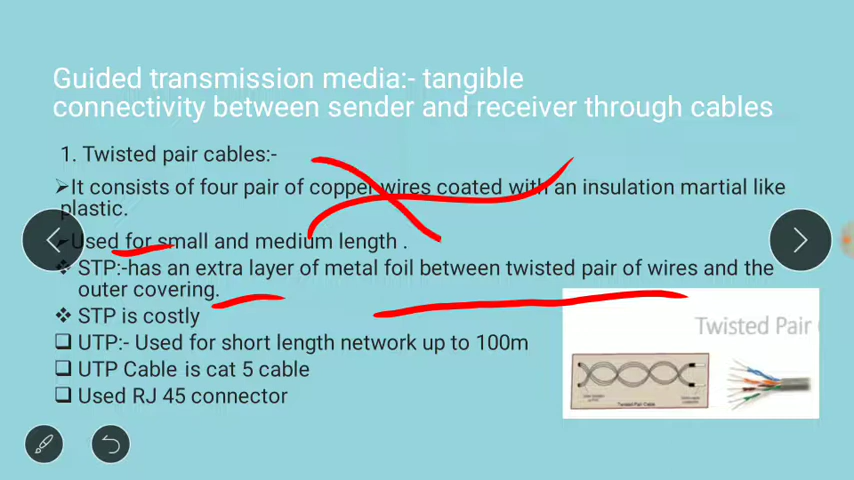 Guided transmission media:- tangible
connectivity between sender and receiver through cables
1. Twisted pair cables:-
➢It consists of four pair of copper wires coated with an insulation martial like
plastic.
➢Used for small and medium length .
❖ STP:-has an extra layer of metal foil between twisted pair of wires and the
outer covering.
❖ STP is costly
❑ UTP:- Used for short length network up to 100m
❑ UTP Cable is cat 5 cable
❑ Used RJ 45 connector
Twisted Pair
Twisted Pair Cable